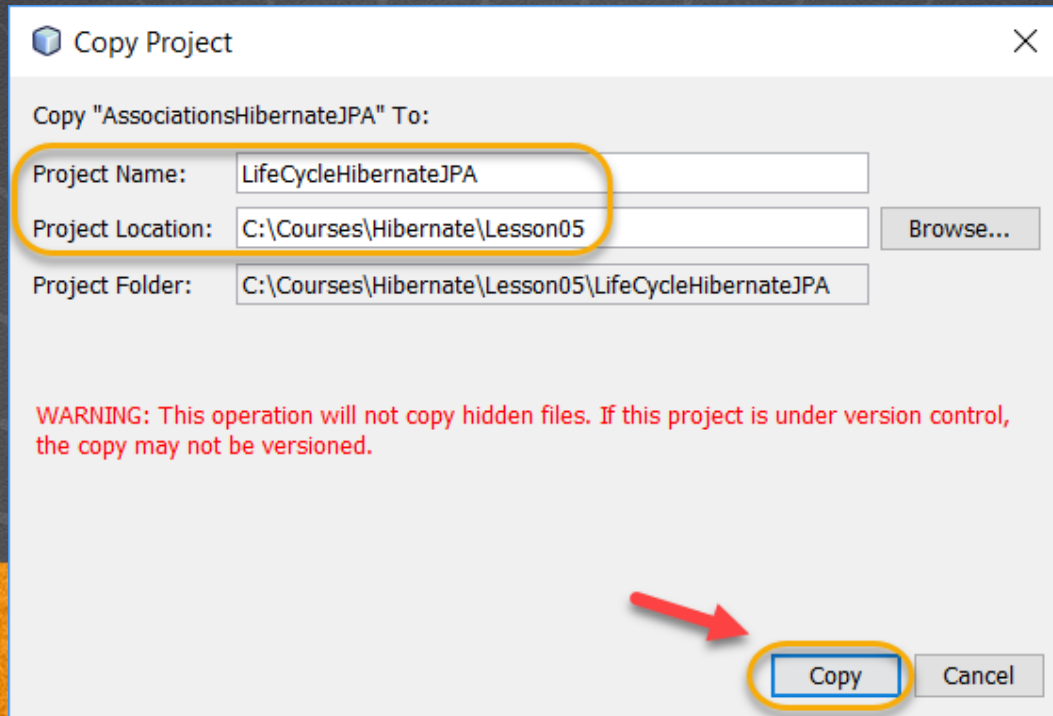 Copy Project
Copy "AssociationsHibernateJPA" To:
Project Name: LifeCycleHibernateJPA
Project Location: C:\Courses\Hibernate\Lesson05 Browse...
Project Folder: C:\Courses\Hibernate\Lesson05\LifeCycleHibernateJPA
WARNING: This operation will not copy hidden files. If this project is under version control,
the copy may not be versioned.
Copy Cancel